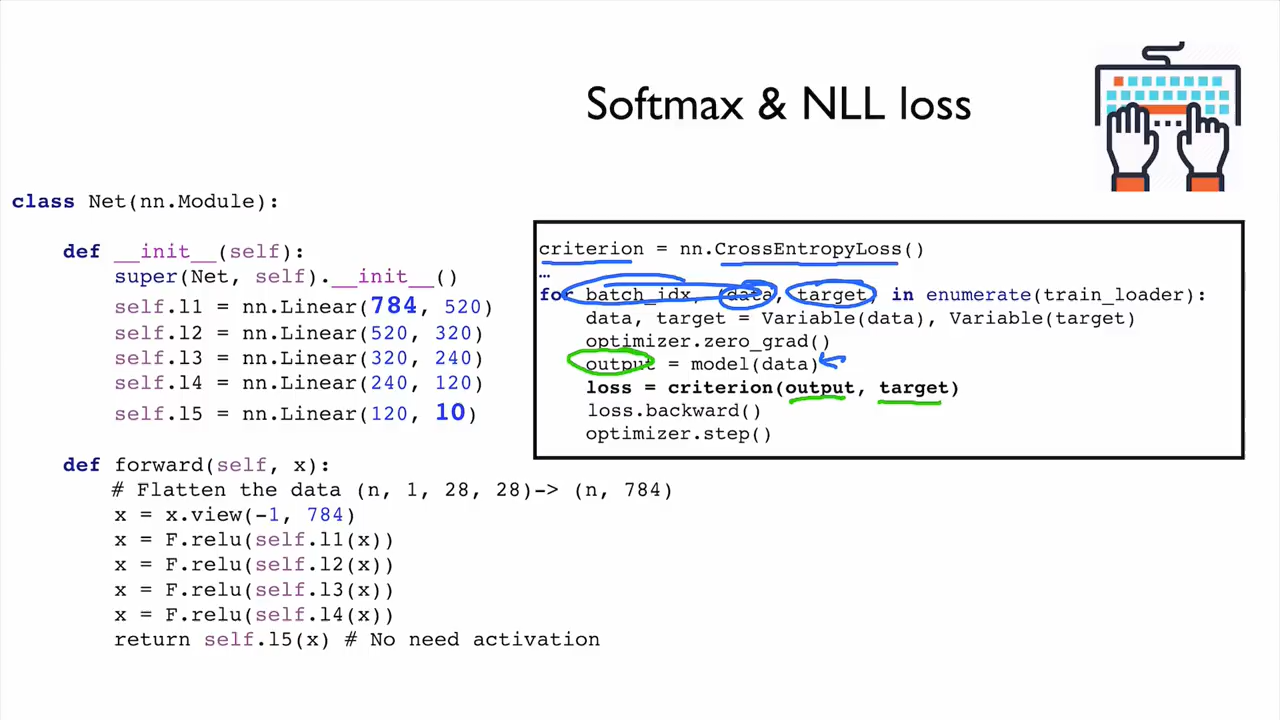 Softmax & NLL loss
class Net(nn.Module):
def __init__(self):
super(Net, self).__init__()
self.l1 = nn.Linear(784, 520)
self.l2 = nn.Linear(520, 320)
self.l3 = nn.Linear(320, 240)
self.l4 = nn.Linear(240, 120)
self.l5 = nn.Linear(120, 10)
def forward(self, x):
# Flatten the data (n, 1, 28, 28)-> (n, 784)
x = x.view(-1, 784)
x = F.relu(self.l1(x))
x = F.relu(self.l2(x))
x = F.relu(self.l3(x))
x = F.relu(self.l4(x))
return self.l5(x) # No need activation
criterion = nn.CrossEntropyLoss()
…
for batch_idx, (data, target) in enumerate(train_loader):
data, target = Variable(data), Variable(target)
optimizer.zero_grad()
output = model(data)
loss = criterion(output, target)
loss.backward()
optimizer.step()